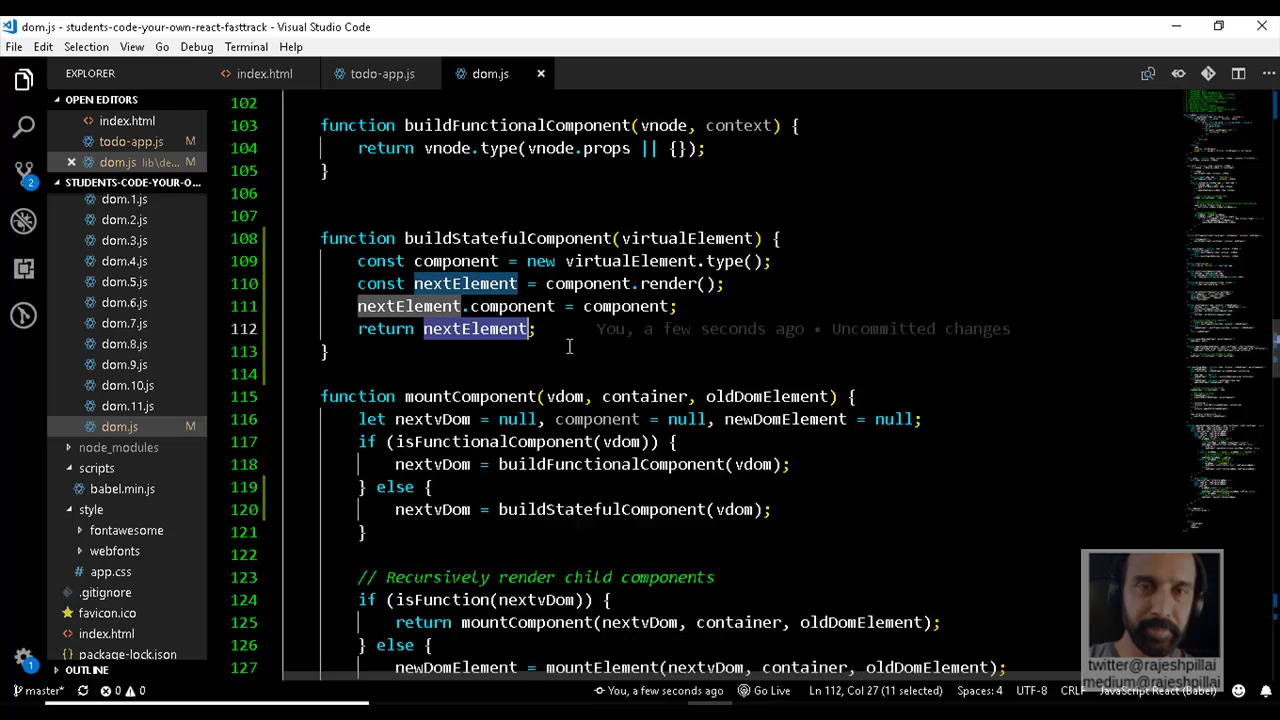 dom.js - students-code-your-own-react-fasttrack - Visual Studio Code
File Edit Selection View Go Debug Terminal Help
EXPLORER
index.html
todo-app.js
dom.js
OPEN EDITORS
index.html
todo-app.js M
dom.js lib\de... M
STUDENTS-CODE-YOUR-O...
dom.1.js
dom.2.js
dom.3.js
dom.4.js
dom.5.js
dom.6.js
dom.7.js
dom.8.js
dom.9.js
dom.10.js
dom.11.js
dom.js M
node_modules
scripts
babel.min.js
style
fontawesome
webfonts
app.css
.gitignore
favicon.ico
index.html
package-lock.json
OUTLINE
2
1
102
103 function buildFunctionalComponent(vnode, context) {
104 return vnode.type(vnode.props || {});
105 }
106
107
108 function buildStatefulComponent(virtualElement) {
109 const component = new virtualElement.type();
110 const nextElement = component.render();
111 nextElement.component = component;
112 return nextElement; You, a few seconds ago • Uncommitted changes
113 }
114
115 function mountComponent(vdom, container, oldDomElement) {
116 let nextvDom = null, component = null, newDomElement = null;
117 if (isFunctionalComponent(vdom)) {
118 nextvDom = buildFunctionalComponent(vdom);
119 } else {
120 nextvDom = buildStatefulComponent(vdom);
121 }
122
123 // Recursively render child components
124 if (isFunction(nextvDom)) {
125 return mountComponent(nextvDom, container, oldDomElement);
126 } else {
127 newDomElement = mountElement(nextvDom, container, oldDomElement);
twitter@rajeshpillai
medium@rajeshpillai
master* 0 0 You, a few seconds ago Go Live Ln 112, Col 27 (11 selected) Spaces: 4 UTF-8 CRLF JavaScript React (Babel) 1